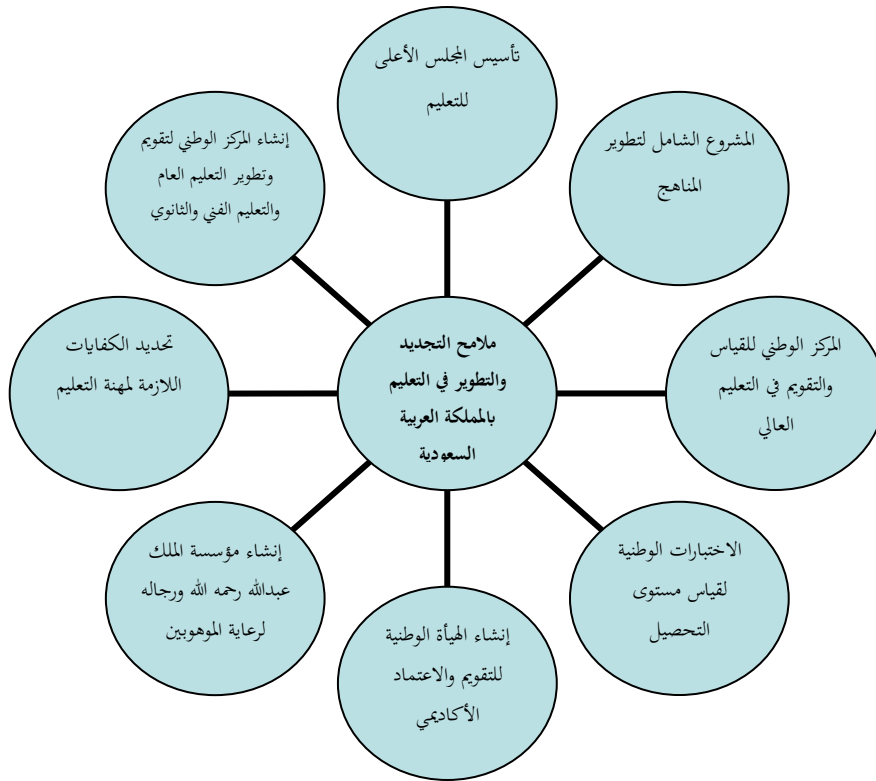 تأسيس المجلس الأعلى
للتعليم
المشروع الشامل لتطوير
المناهج
المركز الوطني للقياس
والتقويم في التعليم
العالي
الاختبارات الوطنية
لقياس مستوى
التحصيل
إنشاء الهيأة الوطنية
للتقويم والاعتماد
الأكاديمي
إنشاء مؤسسة الملك
عبدالله رحمه الله ورجاله
لرعاية الموهوبين
تحديد الكفايات
اللازمة لمهنة التعليم
إنشاء المركز الوطني لتقويم
وتطوير التعليم العام
والتعليم الفني والثانوي
ملامح التجديد
والتطوير في التعليم
بالمملكة العربية
السعودية